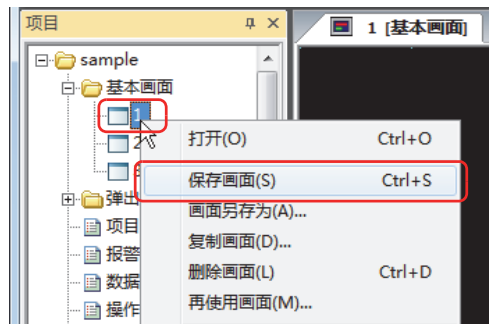 项目
1 [基本画面]
sample
基本画面
1
2
打开(O) Ctrl+O
保存画面(S) Ctrl+S
弹出
画面另存为(A)...
项目
复制画面(D)...
报警
删除画面(L) Ctrl+D
数据
再使用画面(M)...
操作